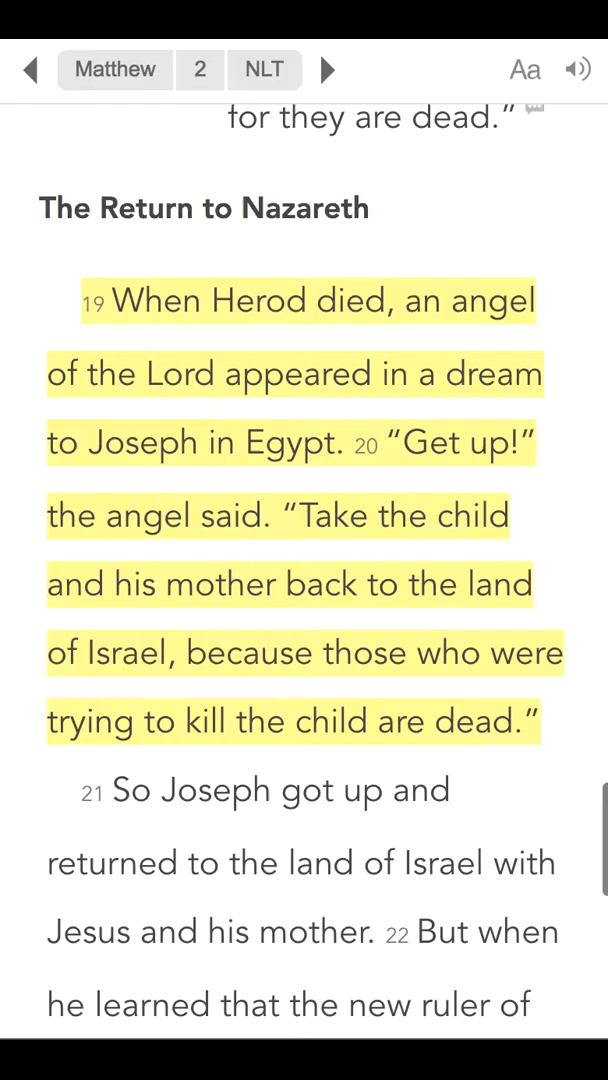 Matthew 2 NLT Aa
for they are dead.”
The Return to Nazareth
19 When Herod died, an angel
of the Lord appeared in a dream
to Joseph in Egypt. 20 “Get up!”
the angel said. “Take the child
and his mother back to the land
of Israel, because those who were
trying to kill the child are dead.”
21 So Joseph got up and
returned to the land of Israel with
Jesus and his mother. 22 But when
he learned that the new ruler of